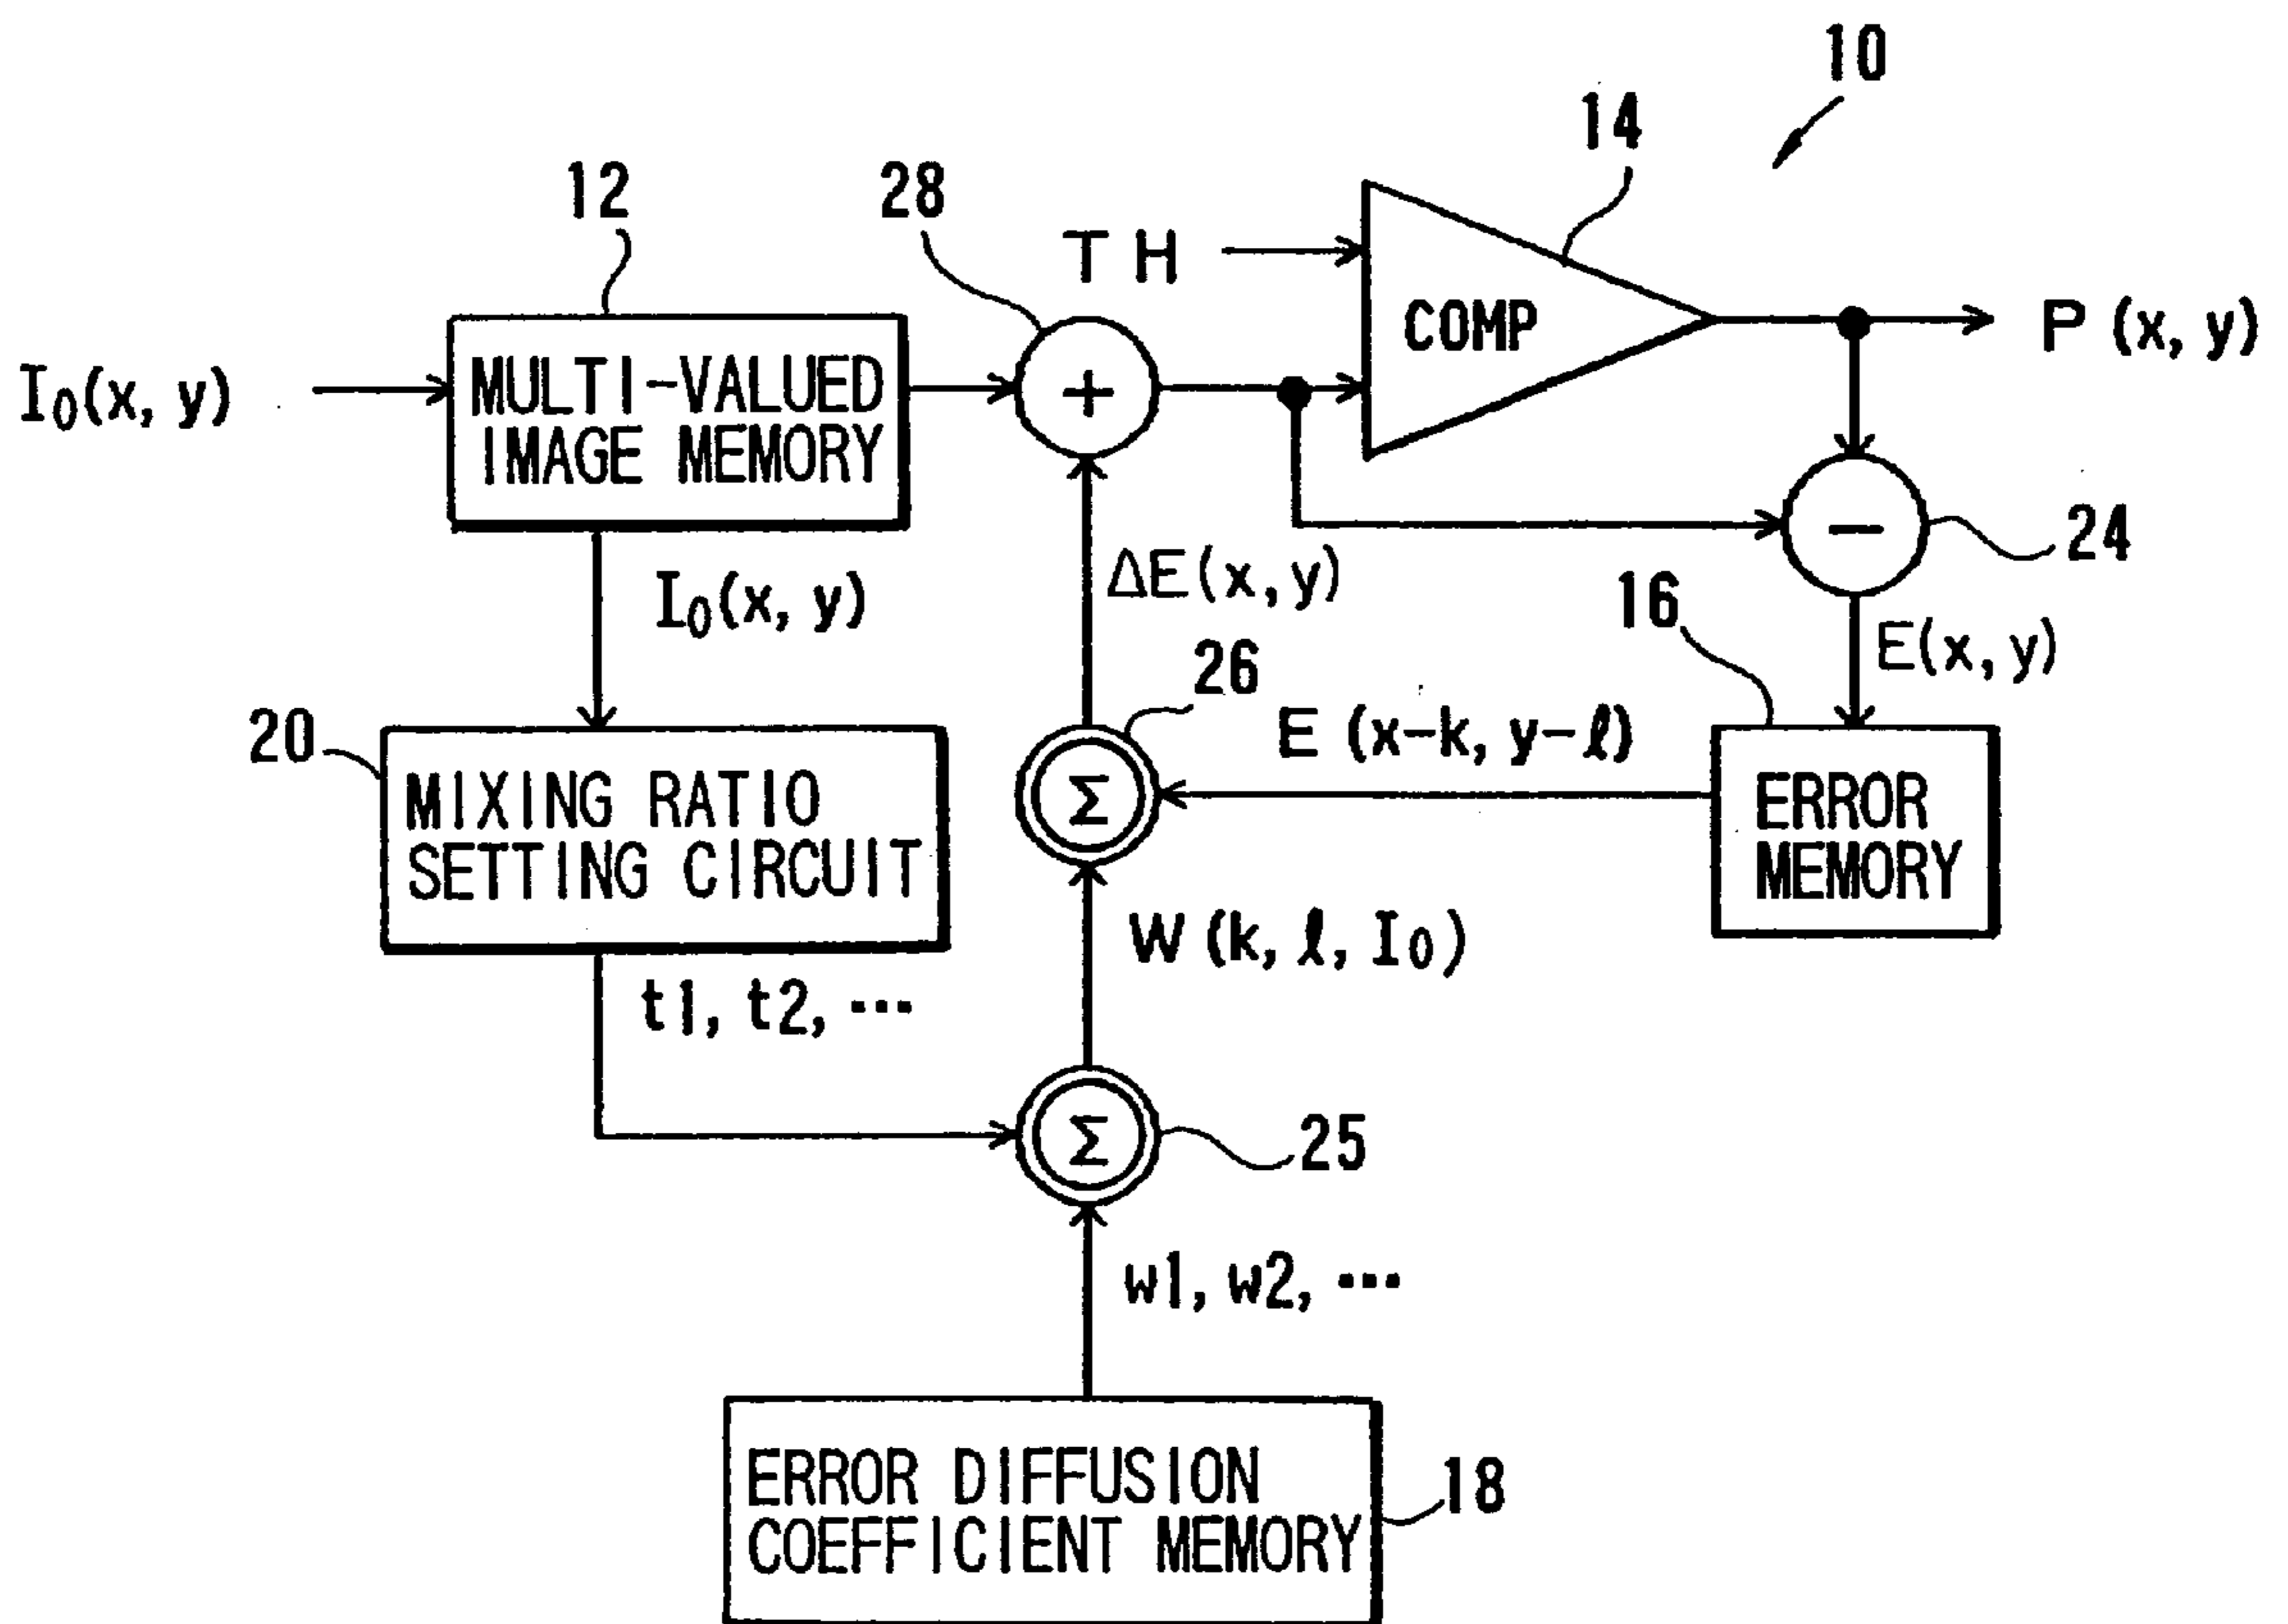 10
14
12
28
TH
COMP
P (x, y)
I₀(x, y)
MULTI-VALUED
IMAGE MEMORY
+
−
24
I₀(x, y)
ΔE(x, y)
16
E(x, y)
26
20
E (x−k, y−ℓ)
MIXING RATIO
SETTING CIRCUIT
Σ
ERROR
MEMORY
W (k, ℓ, I₀)
t1, t2, ···
Σ
25
w1, w2, ···
ERROR DIFFUSION
COEFFICIENT MEMORY
18